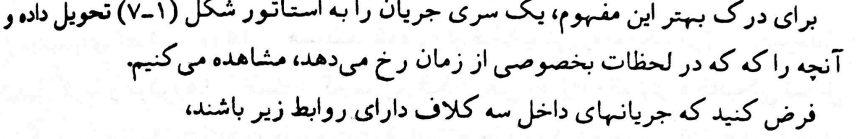 برای درک بهتر این مفهوم، یک سری جریان را به استاتور شکل (۱-۷) تحویل داده و
آنچه را که که در لحظات بخصوصی از زمان رخ می‌دهد، مشاهده می‌کنیم.
فرض کنید که جریانهای داخل سه کلاف دارای روابط زیر باشند،